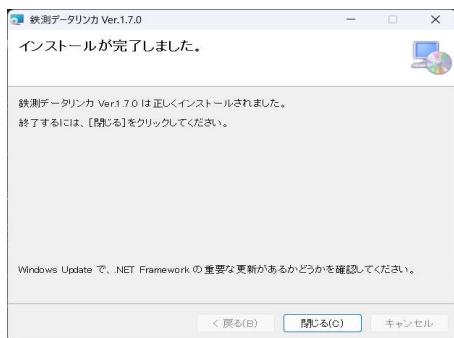 鉄測データリンカ Ver.1.7.0
インストールが完了しました。
鉄測データリンカ Ver.1.7.0 は正しくインストールされました。
終了するには、[閉じる]をクリックしてください。
Windows Update で、.NET Framework の重要な更新があるかどうかを確認してください。
< 戻る(B)
閉じる(C)
キャンセル